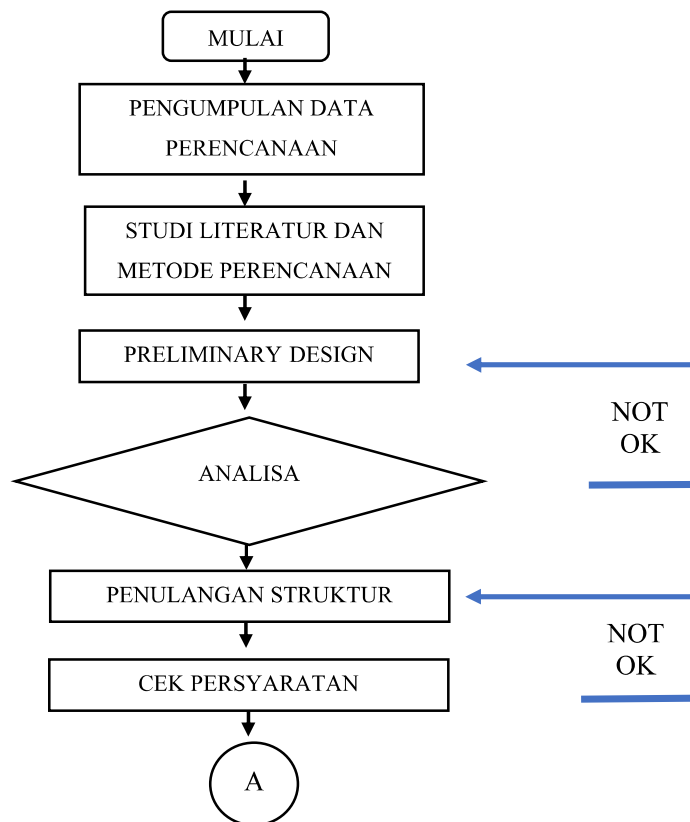 MULAI
PENGUMPULAN DATA
PERENCANAAN
STUDI LITERATUR DAN
METODE PERENCANAAN
PRELIMINARY DESIGN
NOT
OK
ANALISA
PENULANGAN STRUKTUR
NOT
OK
CEK PERSYARATAN
A